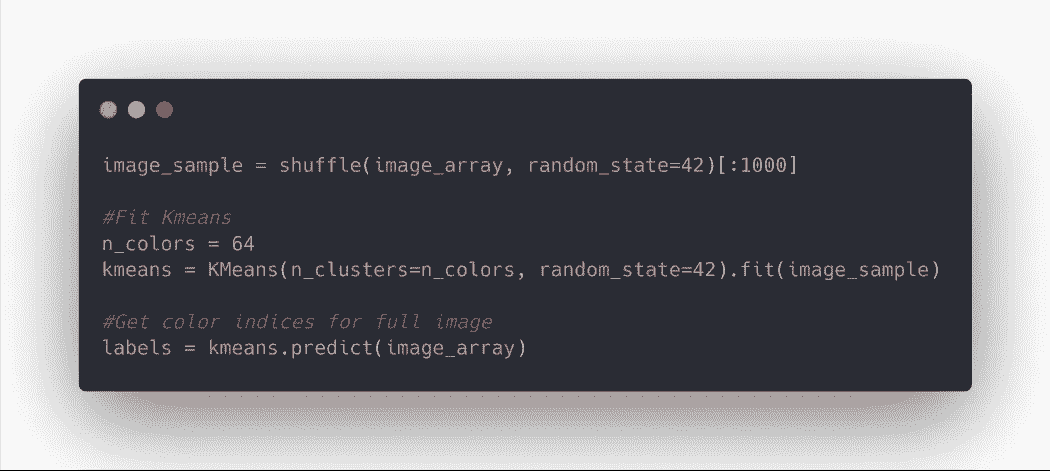 image_sample = shuffle(image_array, random_state=42)[:1000]
#Fit Kmeans
n_colors = 64
kmeans = KMeans(n_clusters=n_colors, random_state=42).fit(image_sample)
#Get color indices for full image
labels = kmeans.predict(image_array)